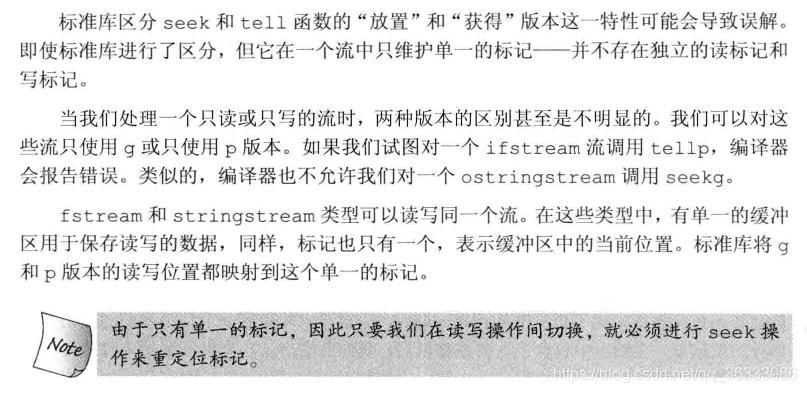 标准库区分 seek 和 tell 函数的“放置”和“获得”版本这一特性可能会导致误解。
即使标准库进行了区分，但它在一个流中只维护单一的标记——并不存在独立的读标记和
写标记。
当我们处理一个只读或只写的流时，两种版本的区别甚至是不明显的。我们可以对这
些流只使用 g 或只使用 p 版本。如果我们试图对一个 ifstream 流调用 tellp，编译器
会报告错误。类似的，编译器也不允许我们对一个 ostringstream 调用 seekg。
fstream 和 stringstream 类型可以读写同一个流。在这些类型中，有单一的缓冲
区用于保存读写的数据，同样，标记也只有一个，表示缓冲区中的当前位置。标准库将 g
和 p 版本的读写位置都映射到这个单一的标记。
Note
由于只有单一的标记，因此只要我们在读写操作间切换，就必须进行 seek 操
作来重定位标记。
https://blog.csdn.net/qq_36333986